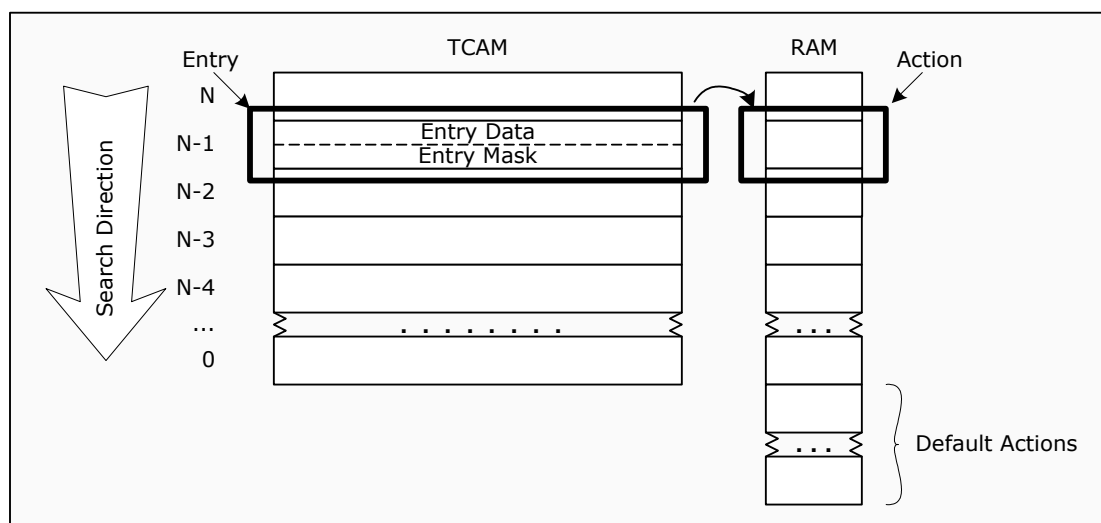 TCAM
RAM
Entry
Action
N
N-1
Entry Data
Entry Mask
N-2
N-3
N-4
...
. . . . . . . .
...
0
Search Direction
...
Default Actions